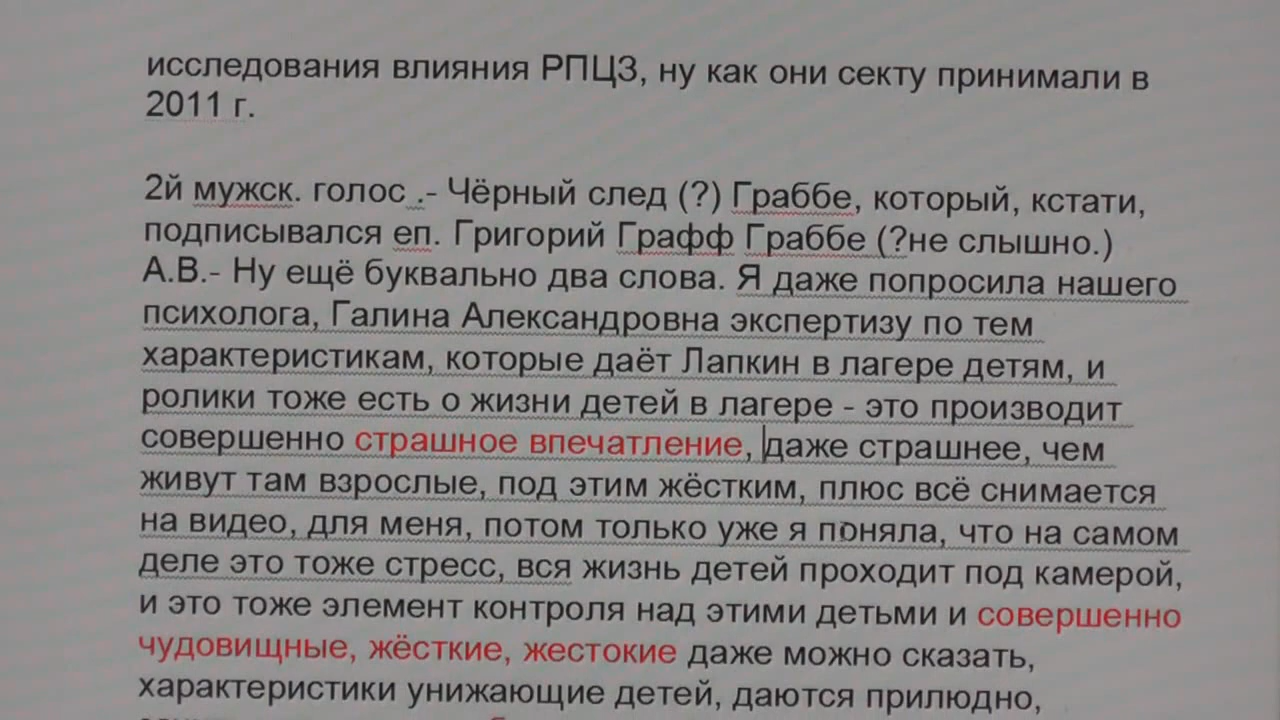 исследования влияния РПЦЗ, ну как они секту принимали в
2011 г.
2й мужск. голос .- Чёрный след (?) Граббе, который, кстати,
подписывался еп. Григорий Графф Граббе (?не слышно.)
А.В.- Ну ещё буквально два слова. Я даже попросила нашего
психолога, Галина Александровна экспертизу по тем
характеристикам, которые даёт Лапкин в лагере детям, и
ролики тоже есть о жизни детей в лагере - это производит
совершенно страшное впечатление, даже страшнее, чем
живут там взрослые, под этим жёстким, плюс всё снимается
на видео, для меня, потом только уже я поняла, что на самом
деле это тоже стресс, вся жизнь детей проходит под камерой,
и это тоже элемент контроля над этими детьми и совершенно
чудовищные, жёсткие, жестокие даже можно сказать,
характеристики унижающие детей, даются прилюдно,